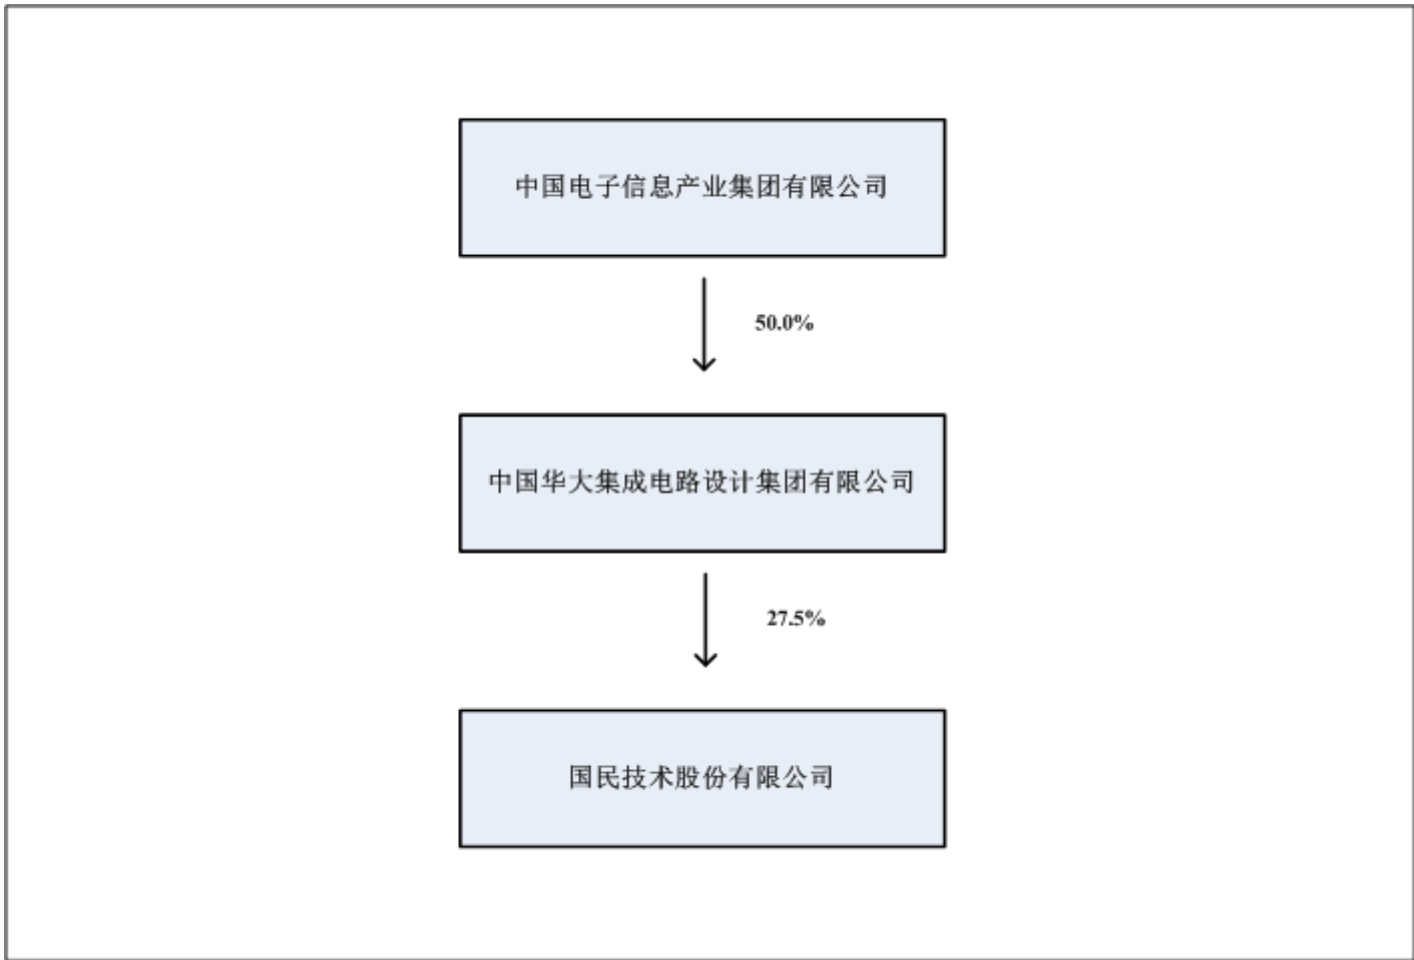 中国电子信息产业集团有限公司
50.0%
中国华大集成电路设计集团有限公司
27.5%
国民技术股份有限公司